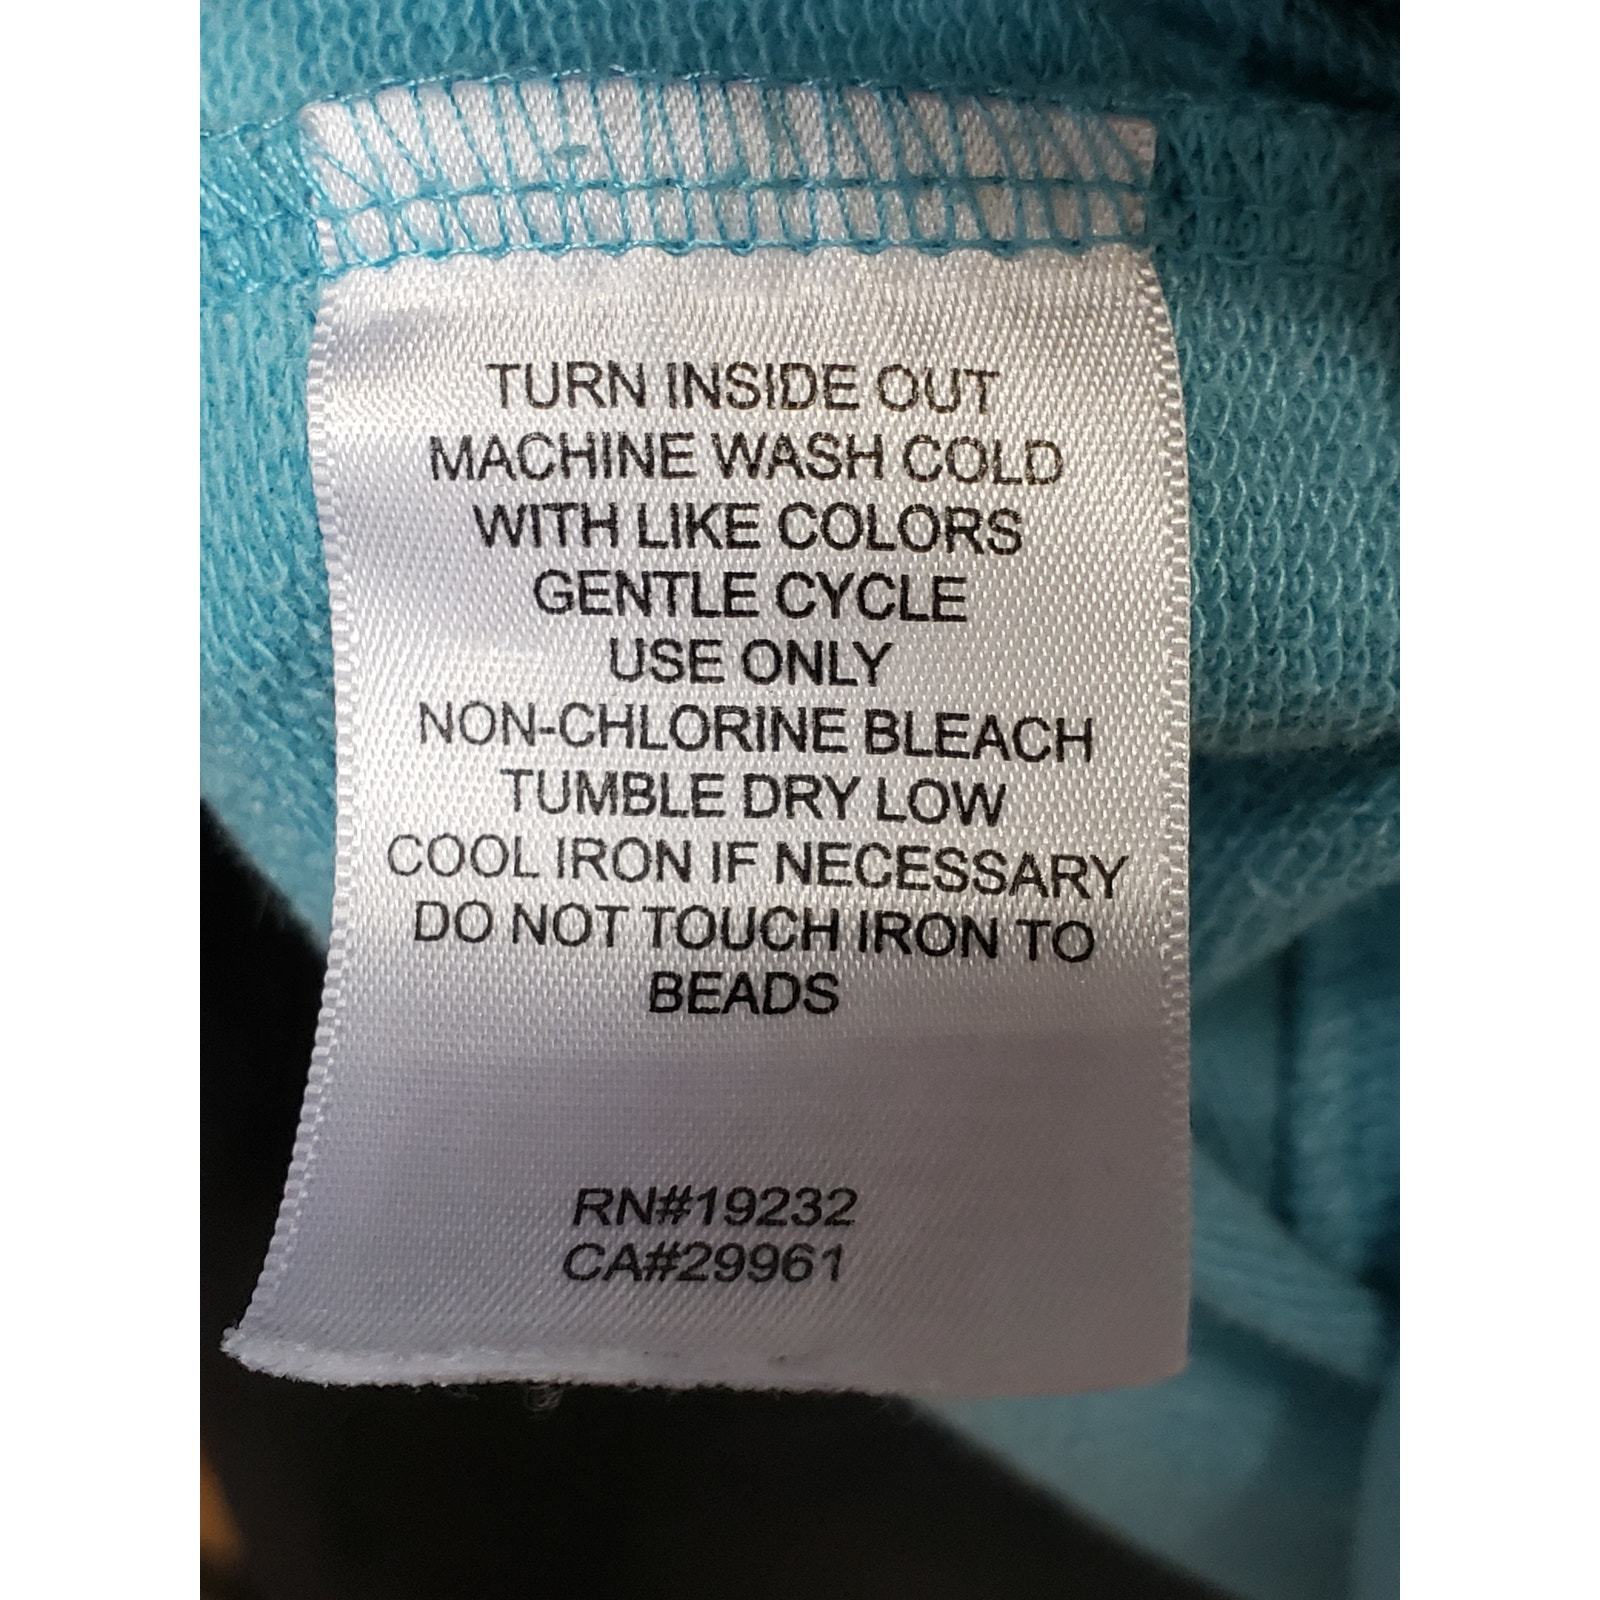 TURN INSIDE OUT
MACHINE WASH COLD
WITH LIKE COLORS
GENTLE CYCLE
USE ONLY
NON-CHLORINE BLEACH
TUMBLE DRY LOW
COOL IRON IF NECESSARY
DO NOT TOUCH IRON TO
BEADS
RN#19232
CA#29961